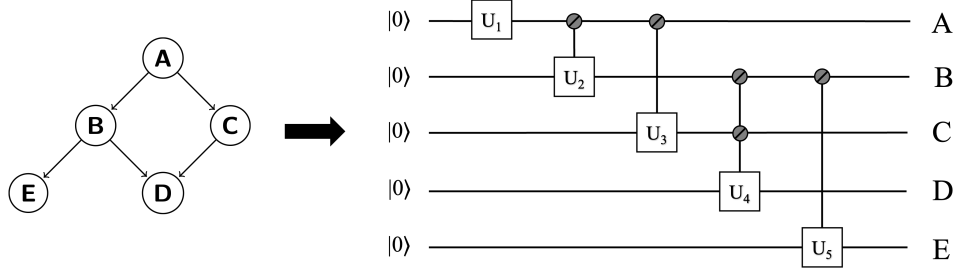 A
B C
E D
|0⟩ U₁ A
|0⟩ U₂ B
|0⟩ U₃ C
|0⟩ U₄ D
|0⟩ U₅ E